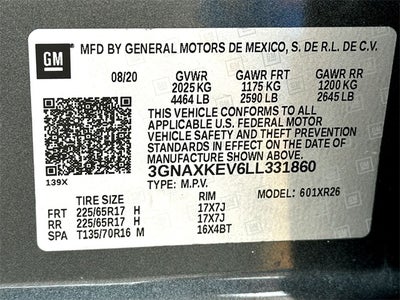 GM
MFD BY GENERAL MOTORS DE MEXICO, S. DE R.L. DE C.V.
08/20 GVWR GAWR FRT GAWR RR
2025 KG 1175 KG 1200 KG
4464 LB 2590 LB 2645 LB
THIS VEHICLE CONFORMS TO ALL
APPLICABLE U.S. FEDERAL MOTOR
VEHICLE SAFETY AND THEFT PREVENTION
STANDARDS IN EFFECT ON THE DATE OF
MANUFACTURE SHOWN ABOVE.
139X 3GNAXKEV6LL331860
TYPE: M.P.V.
TIRE SIZE RIM MODEL: 601XR26
FRT 225/65R17 H 17X7J
RR 225/65R17 H 17X7J
SPA T135/70R16 M 16X4BT